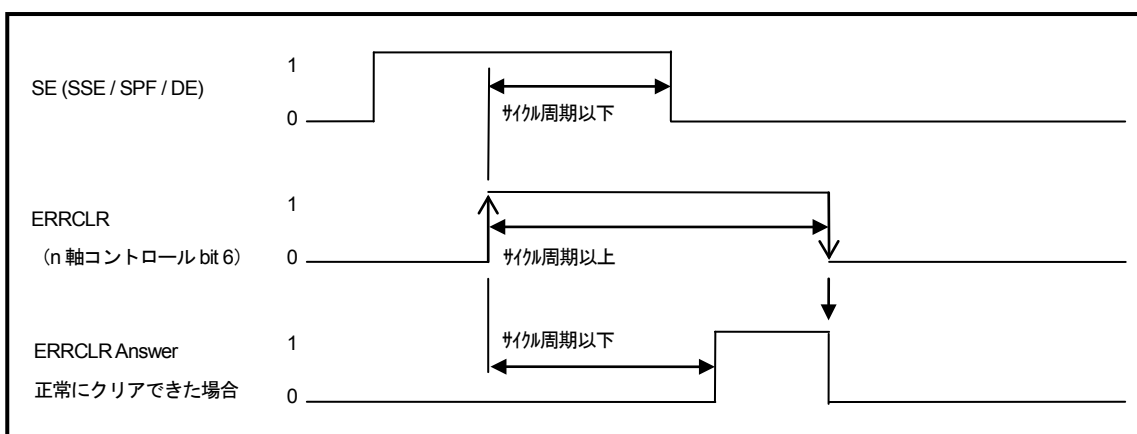 1
SE (SSE / SPF / DE)
0
ｻｲｸﾙ周期以下
1
ERRCLR
（n 軸コントロール bit 6）
0
ｻｲｸﾙ周期以上
ｻｲｸﾙ周期以下
1
ERRCLR Answer
正常にクリアできた場合
0